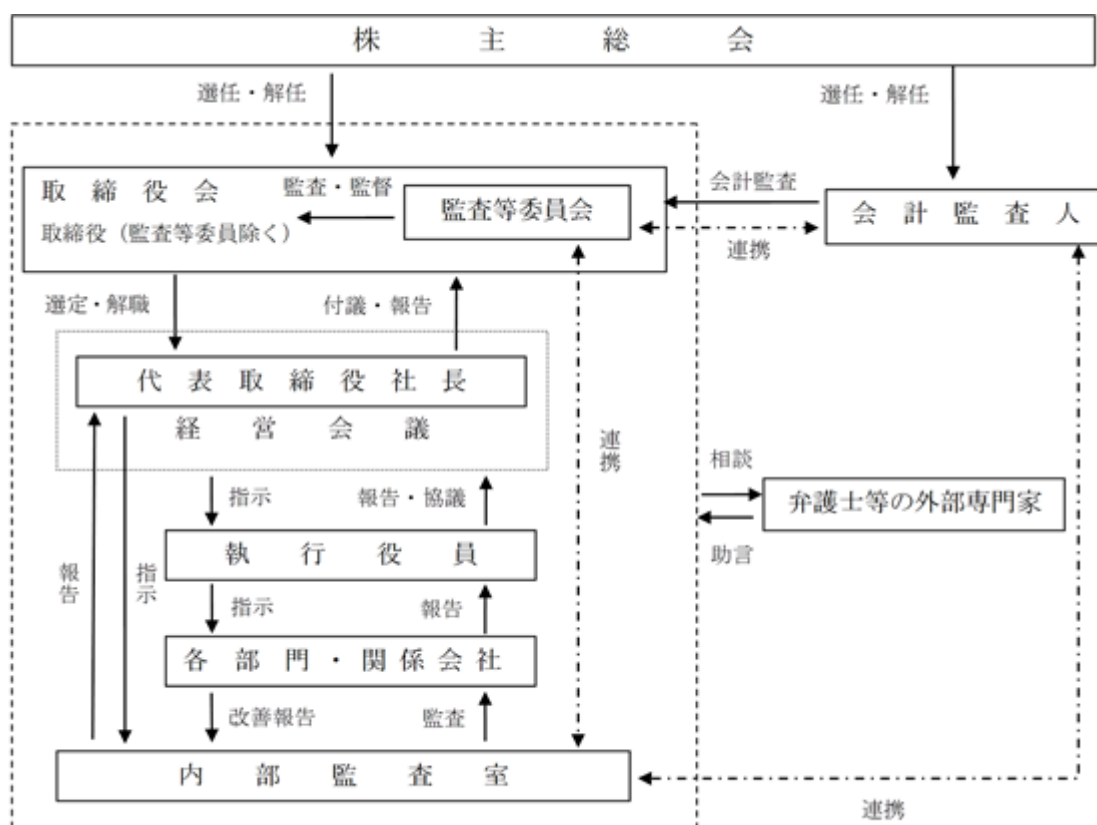 株主総会
選任・解任
選任・解任
取締役会
監査・監督
監査等委員会
取締役（監査等委員除く）
会計監査
会計監査人
連携
選定・解職
付議・報告
代表取締役社長
経営会議
連携
指示
報告・協議
相談
弁護士等の外部専門家
助言
執行役員
報告
指示
指示
報告
各部門・関係会社
改善報告
監査
内部監査室
連携